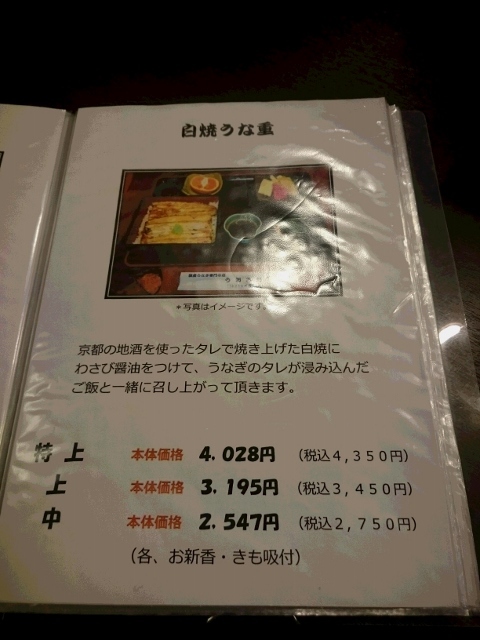 白焼うな重
＊写真はイメージです。
京都の地酒を使ったタレで焼き上げた白焼に
わさび醤油をつけて、うなぎのタレが浸み込んだ
ご飯と一緒に召し上がって頂きます。
特上 本体価格 4.028円 （税込４,３５０円）
上 本体価格 3.195円 （税込３,４５０円）
中 本体価格 2.547円 （税込２,７５０円）
（各、お新香・きも吸付）